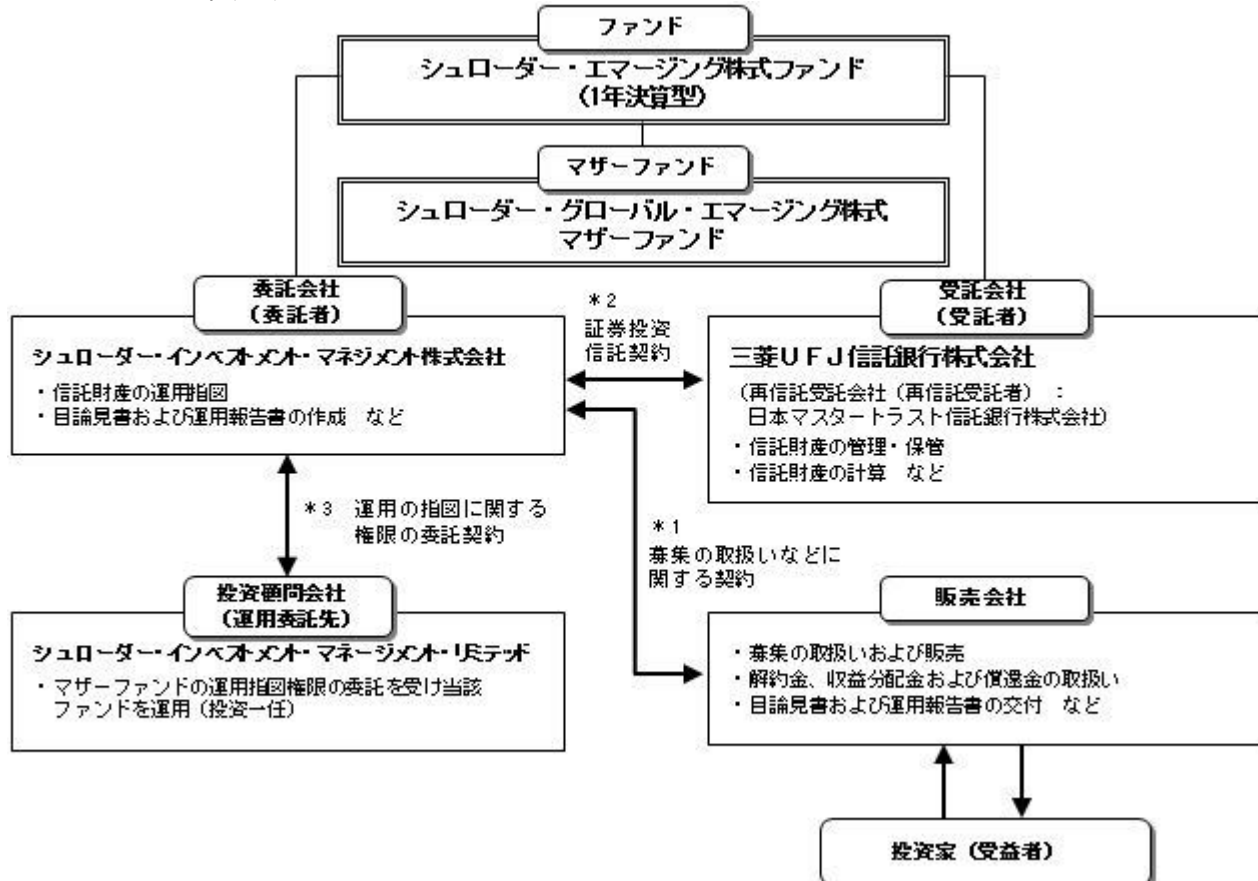 ファンド
シュローダー・エマージング株式ファンド
(1年決算型)
マザーファンド
シュローダー・グローバル・エマージング株式
マザーファンド
委託会社
(委託者)
シュローダー・インベストメント・マネジメント株式会社
・信託財産の運用指図
・目論見書および運用報告書の作成 など
*2
証券投資
信託契約
受託会社
(受託者)
三菱UFJ信託銀行株式会社
(再信託受託会社(再信託受託者) :
日本マスタートラスト信託銀行株式会社)
・信託財産の管理・保管
・信託財産の計算 など
*3 運用の指図に関する
権限の委託契約
*1
募集の取扱いなどに
関する契約
投資顧問会社
(運用委託先)
シュローダー・インベストメント・マネージメント・リミテッド
・マザーファンドの運用指図権限の委託を受け当該
ファンドを運用(投資一任)
販売会社
・募集の取扱いおよび販売
・解約金、収益分配金および償還金の取扱い
・目論見書および運用報告書の交付 など
投資家(受益者)